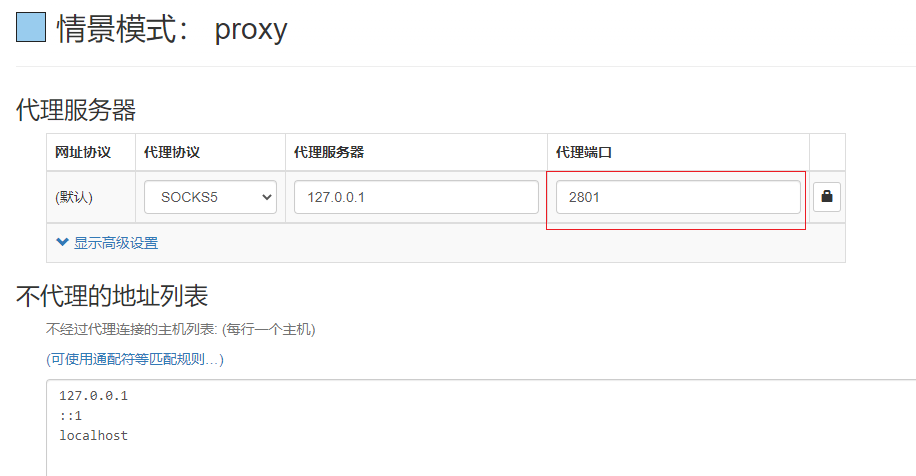 情景模式： proxy
代理服务器
网址协议 代理协议 代理服务器 代理端口
(默认) SOCKS5 127.0.0.1 2801
显示高级设置
不代理的地址列表
不经过代理连接的主机列表: (每行一个主机)
(可使用通配符等匹配规则…)
127.0.0.1
::1
localhost